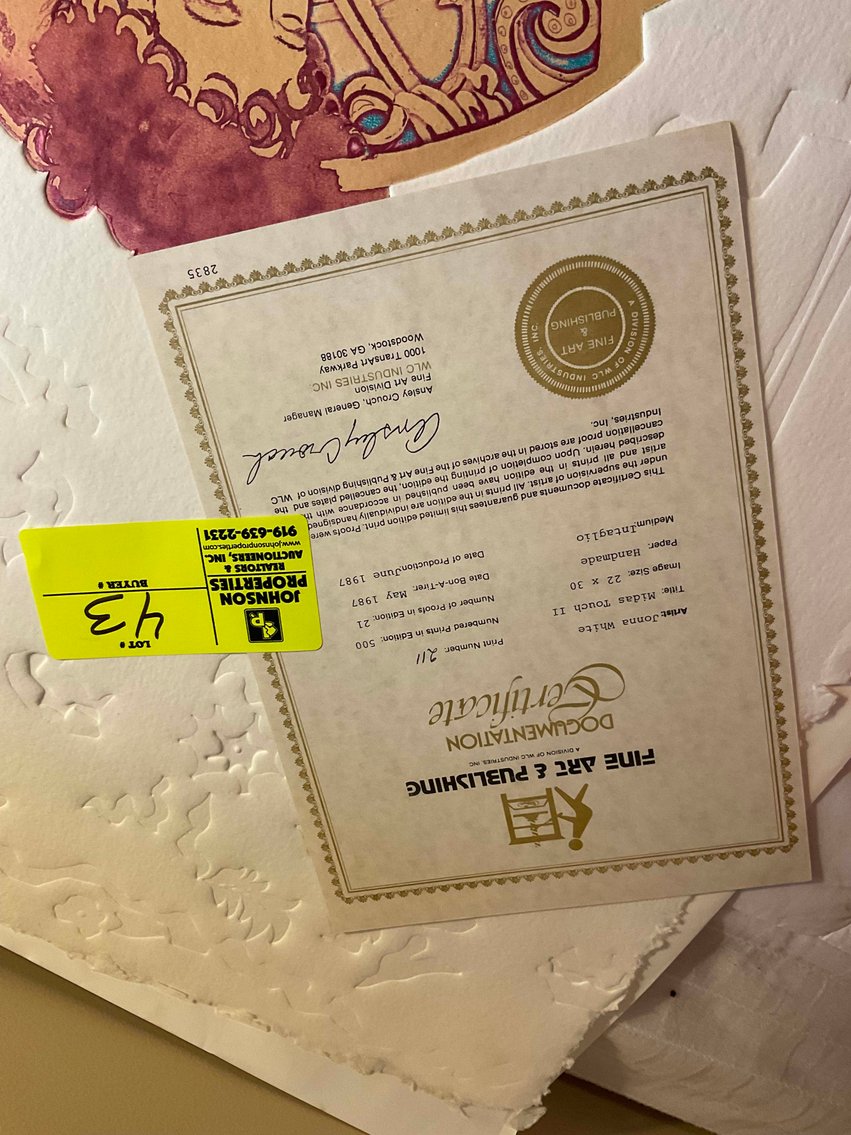 FINE ART & PUBLISHING
A DIVISION OF WLC INDUSTRIES, INC.
DOCUMENTATION
Certificate
Artist: Jonna White
Title: Midas Touch II
Image Size: 22 x 30
Paper: Handmade
Medium Intaglio
Print Number: 211
Numbered Prints in Edition: 500
Number of Proofs in Edition: 21
Date Bon-A-Tirer: May 1987
Date of Production June 1987
This Certificate documents and guarantees this limited edition print. Proofs were
under the supervision of artist. All prints in the edition are individually handsigned
artist and all prints in the edition have been published in accordance with
described herein. Upon completion of printing the edition, the cancelled plates and the
cancellation proof are stored in the archives of the Fine Art & Publishing division of WLC
Industries, Inc.
Ansley Crouch
Ansley Crouch, General Manager
Fine Art Division
WLC INDUSTRIES INC.
1000 TransArt Parkway
Woodstock, GA 30188
A DIVISION OF WLC INDUSTRIES, INC.
FINE ART
&
PUBLISHING
2835
JOHNSON
PROPERTIES
REALTORS &
AUCTIONEERS, INC.
www.johnsonproperties.com
919-639-2231
LOT #
43
BUYER #